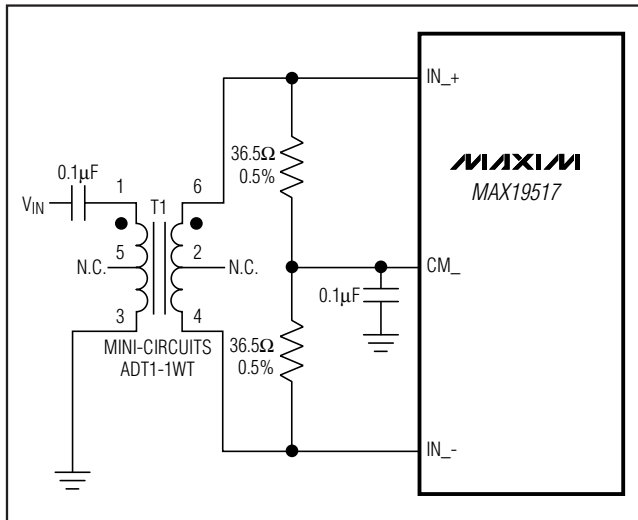 IN_+
36.5Ω
0.5%
MAXIM
MAX19517
0.1μF
1
6
T1
VIN
5
2
N.C.
N.C.
CM_
0.1μF
3
4
MINI-CIRCUITS
ADT1-1WT
36.5Ω
0.5%
IN_-